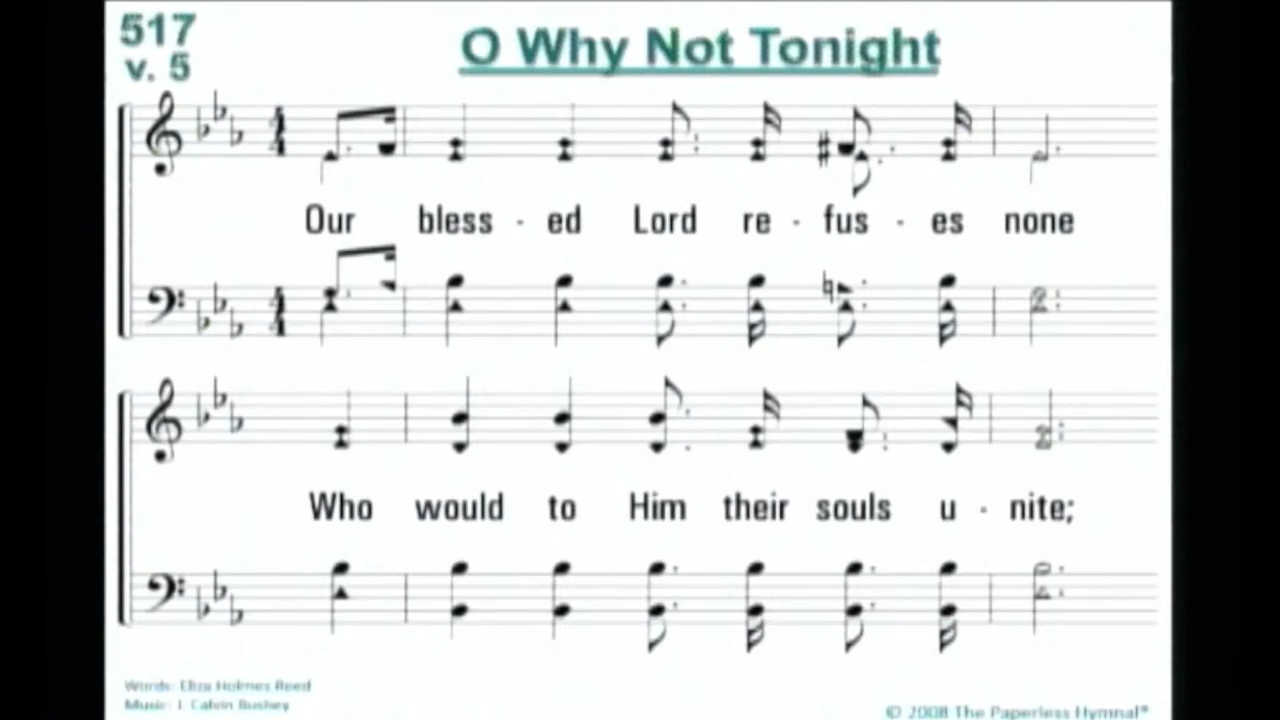 517
v. 5
O Why Not Tonight
Our bless - ed Lord re - fus - es none
Who would to Him their souls u - nite;
Words: Eliza Holmes Reed
Music: J. Calvin Bushey
© 2008 The Paperless Hymnal®